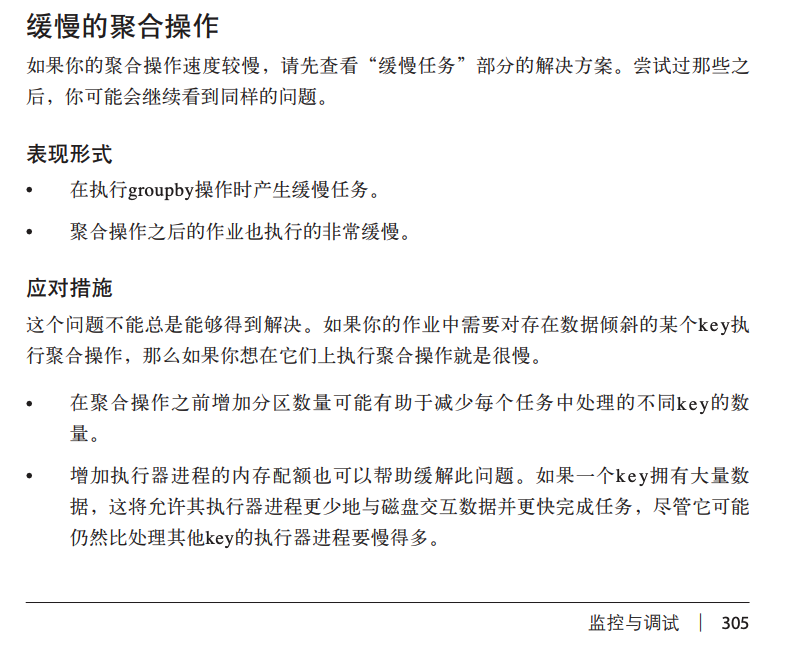 缓慢的聚合操作
如果你的聚合操作速度较慢，请先查看“缓慢任务”部分的解决方案。尝试过那些之
后，你可能会继续看到同样的问题。
表现形式
• 在执行groupby操作时产生缓慢任务。
• 聚合操作之后的作业也执行的非常缓慢。
应对措施
这个问题不能总是能够得到解决。如果你的作业中需要对存在数据倾斜的某个key执
行聚合操作，那么如果你想在它们上执行聚合操作就是很慢。
• 在聚合操作之前增加分区数量可能有助于减少每个任务中处理的不同key的数
量。
• 增加执行器进程的内存配额也可以帮助缓解此问题。如果一个key拥有大量数
据，这将允许其执行器进程更少地与磁盘交互数据并更快完成任务，尽管它可能
仍然比处理其他key的执行器进程要慢得多。
监控与调试 | 305